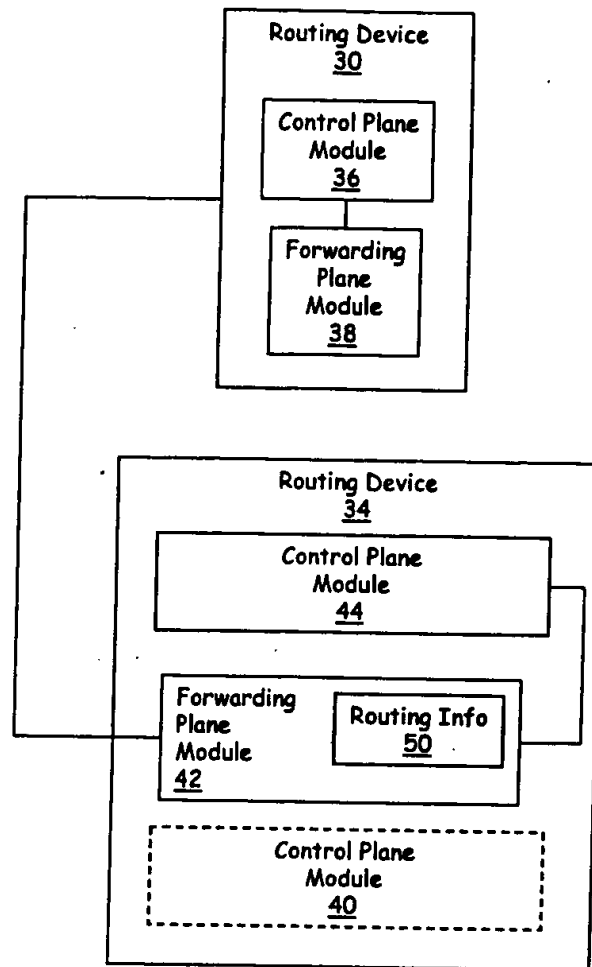 Routing Device
30
Control Plane
Module
36
Forwarding
Plane
Module
38
Routing Device
34
Control Plane
Module
44
Forwarding
Plane
Module
42
Routing Info
50
Control Plane
Module
40